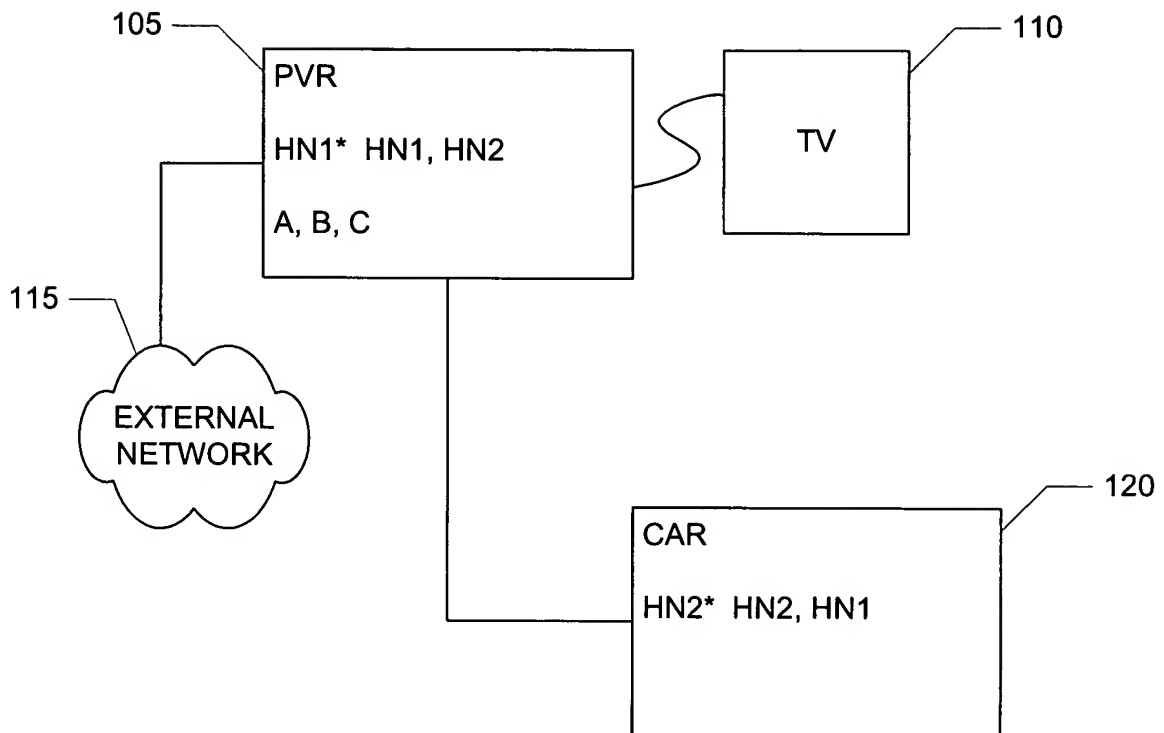 105
110
PVR
HN1* HN1, HN2
A, B, C
TV
115
EXTERNAL
NETWORK
120
CAR
HN2* HN2, HN1